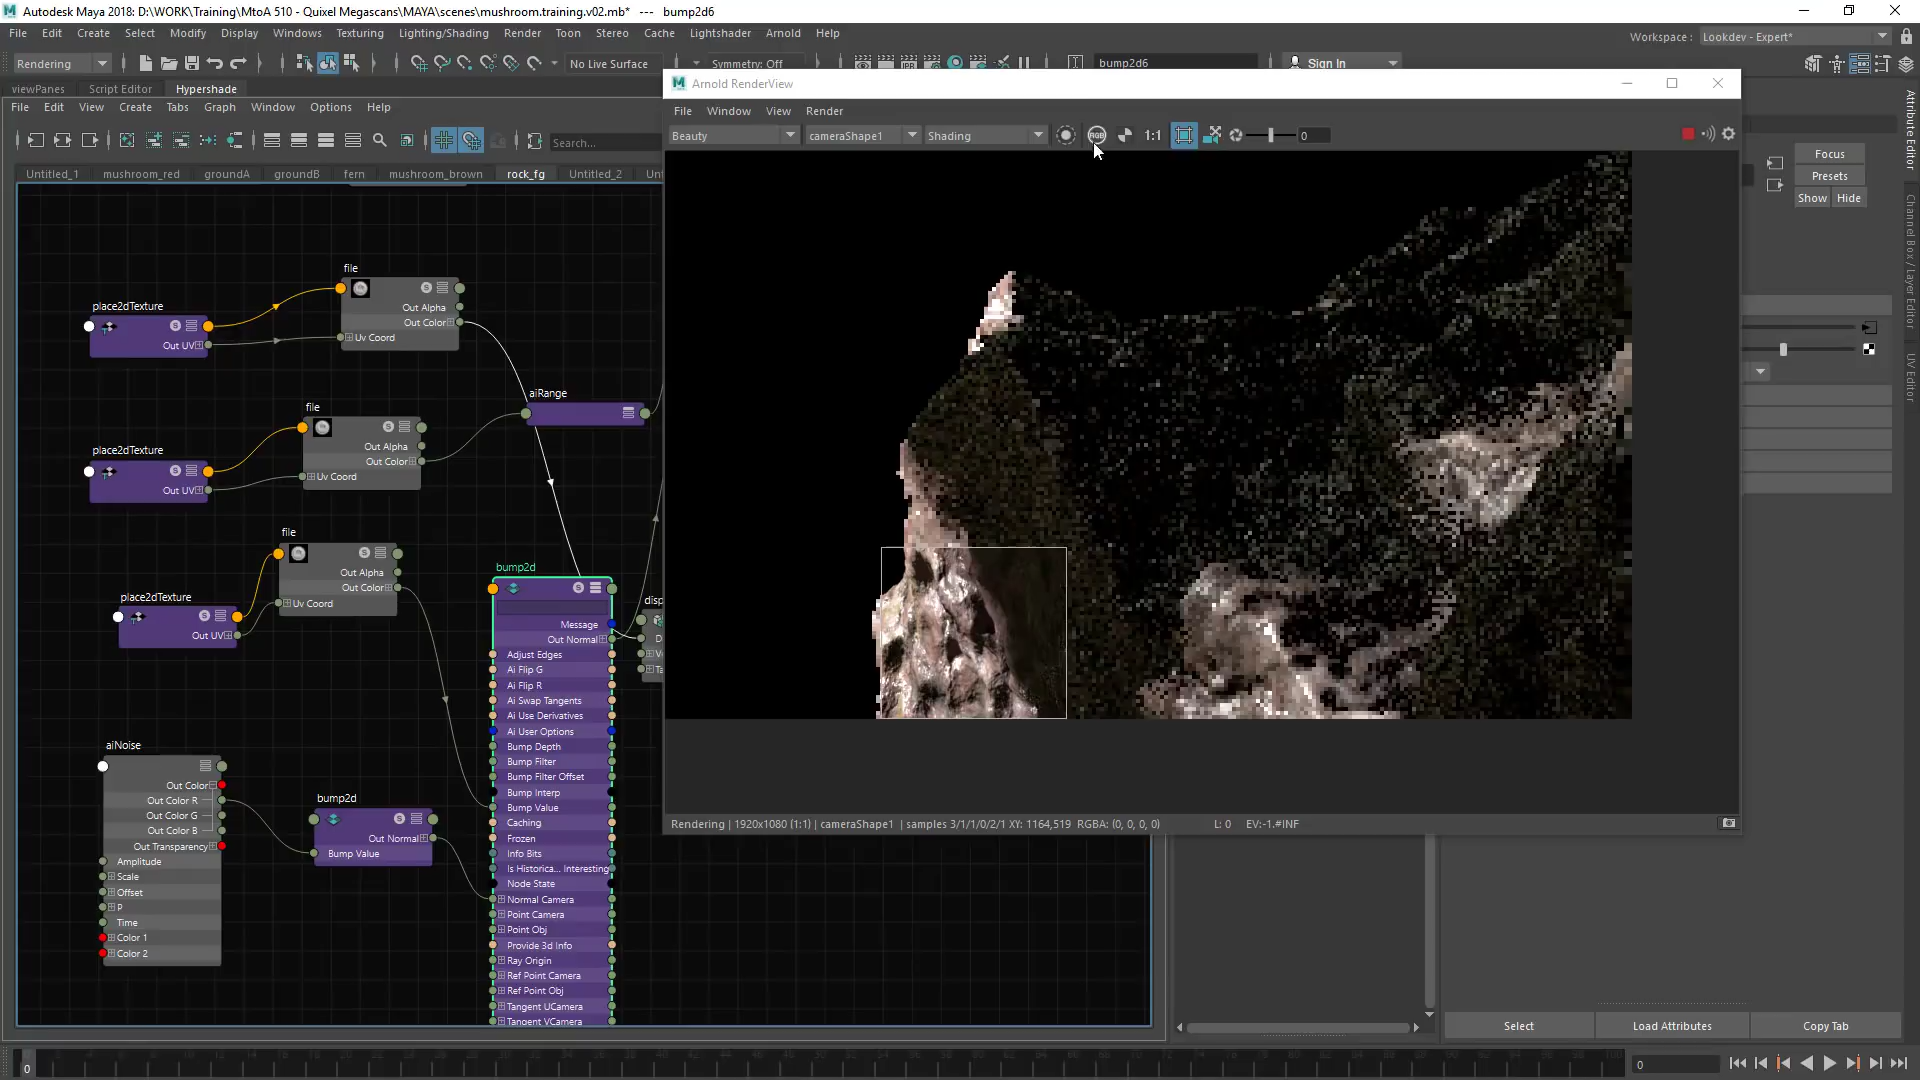 Autodesk Maya 2018: D:\WORK\Training\MtoA 510 - Quixel Megascans\MAYA\scenes\mushroom.training.v02.mb* --- bump2d6
File Edit Create Select Modify Display Windows Texturing Lighting/Shading Render Toon Stereo Cache Lightshader Arnold Help
Workspace : Lookdev - Expert*
Rendering
No Live Surface
Symmetry: Off
bump2d6
Sign In
viewPanes Script Editor Hypershade
File Edit View Create Tabs Graph Window Options Help
Search...
Untitled_1 mushroom_red groundA groundB fern mushroom_brown rock_fg Untitled_2
place2dTexture
Out UV
file
Out Alpha
Out Color
Uv Coord
aiRange
place2dTexture
Out UV
file
Out Alpha
Out Color
Uv Coord
place2dTexture
Out UV
file
Out Alpha
Out Color
Uv Coord
aiNoise
Out Color
Out Color R
Out Color G
Out Color B
Out Transparency
Amplitude
Scale
Offset
P
Time
Color 1
Color 2
bump2d
Out Normal
Bump Value
bump2d
Message
Out Normal
Adjust Edges
Ai Flip G
Ai Flip R
Ai Swap Tangents
Ai Use Derivatives
Ai User Options
Bump Depth
Bump Filter
Bump Filter Offset
Bump Interp
Bump Value
Caching
Frozen
Info Bits
Is Historica... Interesting
Node State
Normal Camera
Point Camera
Point Obj
Provide 3d Info
Ray Origin
Ref Point Camera
Ref Point Obj
Tangent UCamera
Tangent VCamera
disp
Arnold RenderView
File Window View Render
Beauty
cameraShape1
Shading
RGB
1:1
0
Rendering | 1920x1080 (1:1) | cameraShape1 | samples 3/1/1/0/2/1 XY: 1164,519 RGBA: (0, 0, 0, 0) L: 0 EV:-1.#INF
Focus
Presets
Show Hide
Attribute Editor
Channel Box / Layer Editor
UV Editor
Select
Load Attributes
Copy Tab
0
0